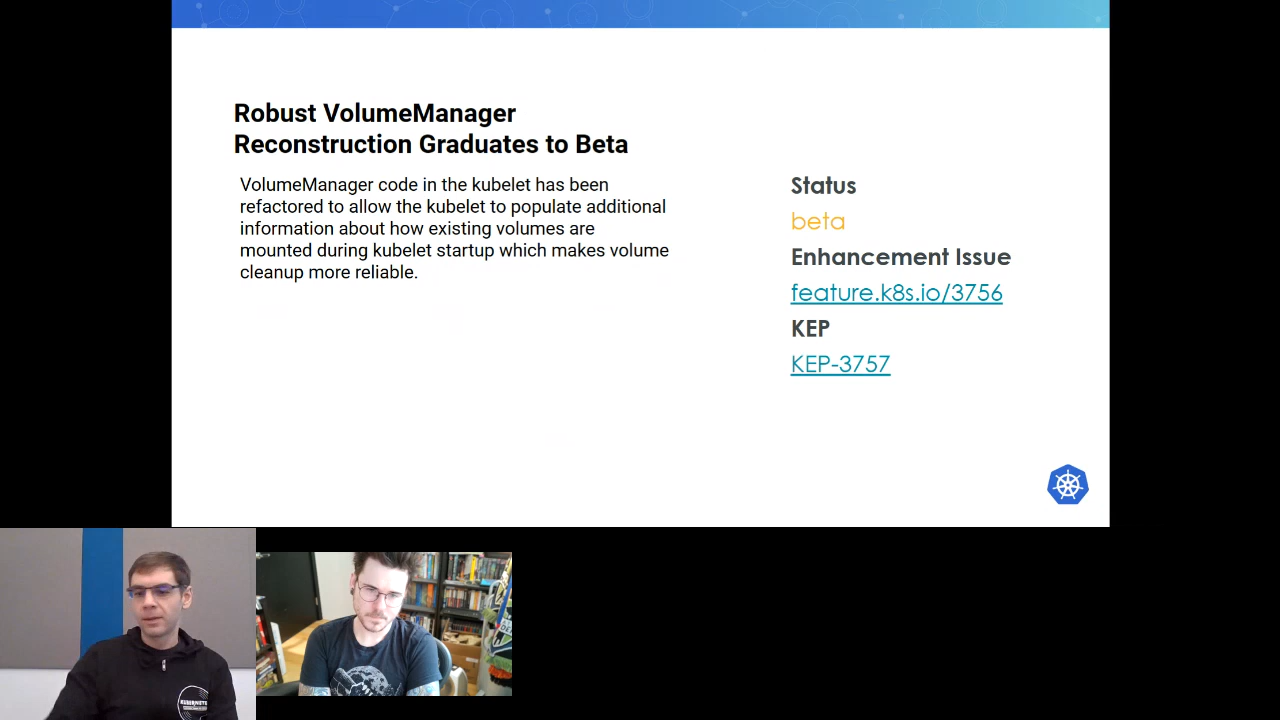 Robust VolumeManager
Reconstruction Graduates to Beta
VolumeManager code in the kubelet has been
refactored to allow the kubelet to populate additional
information about how existing volumes are
mounted during kubelet startup which makes volume
cleanup more reliable.
Status
beta
Enhancement Issue
feature.k8s.io/3756
KEP
KEP-3757